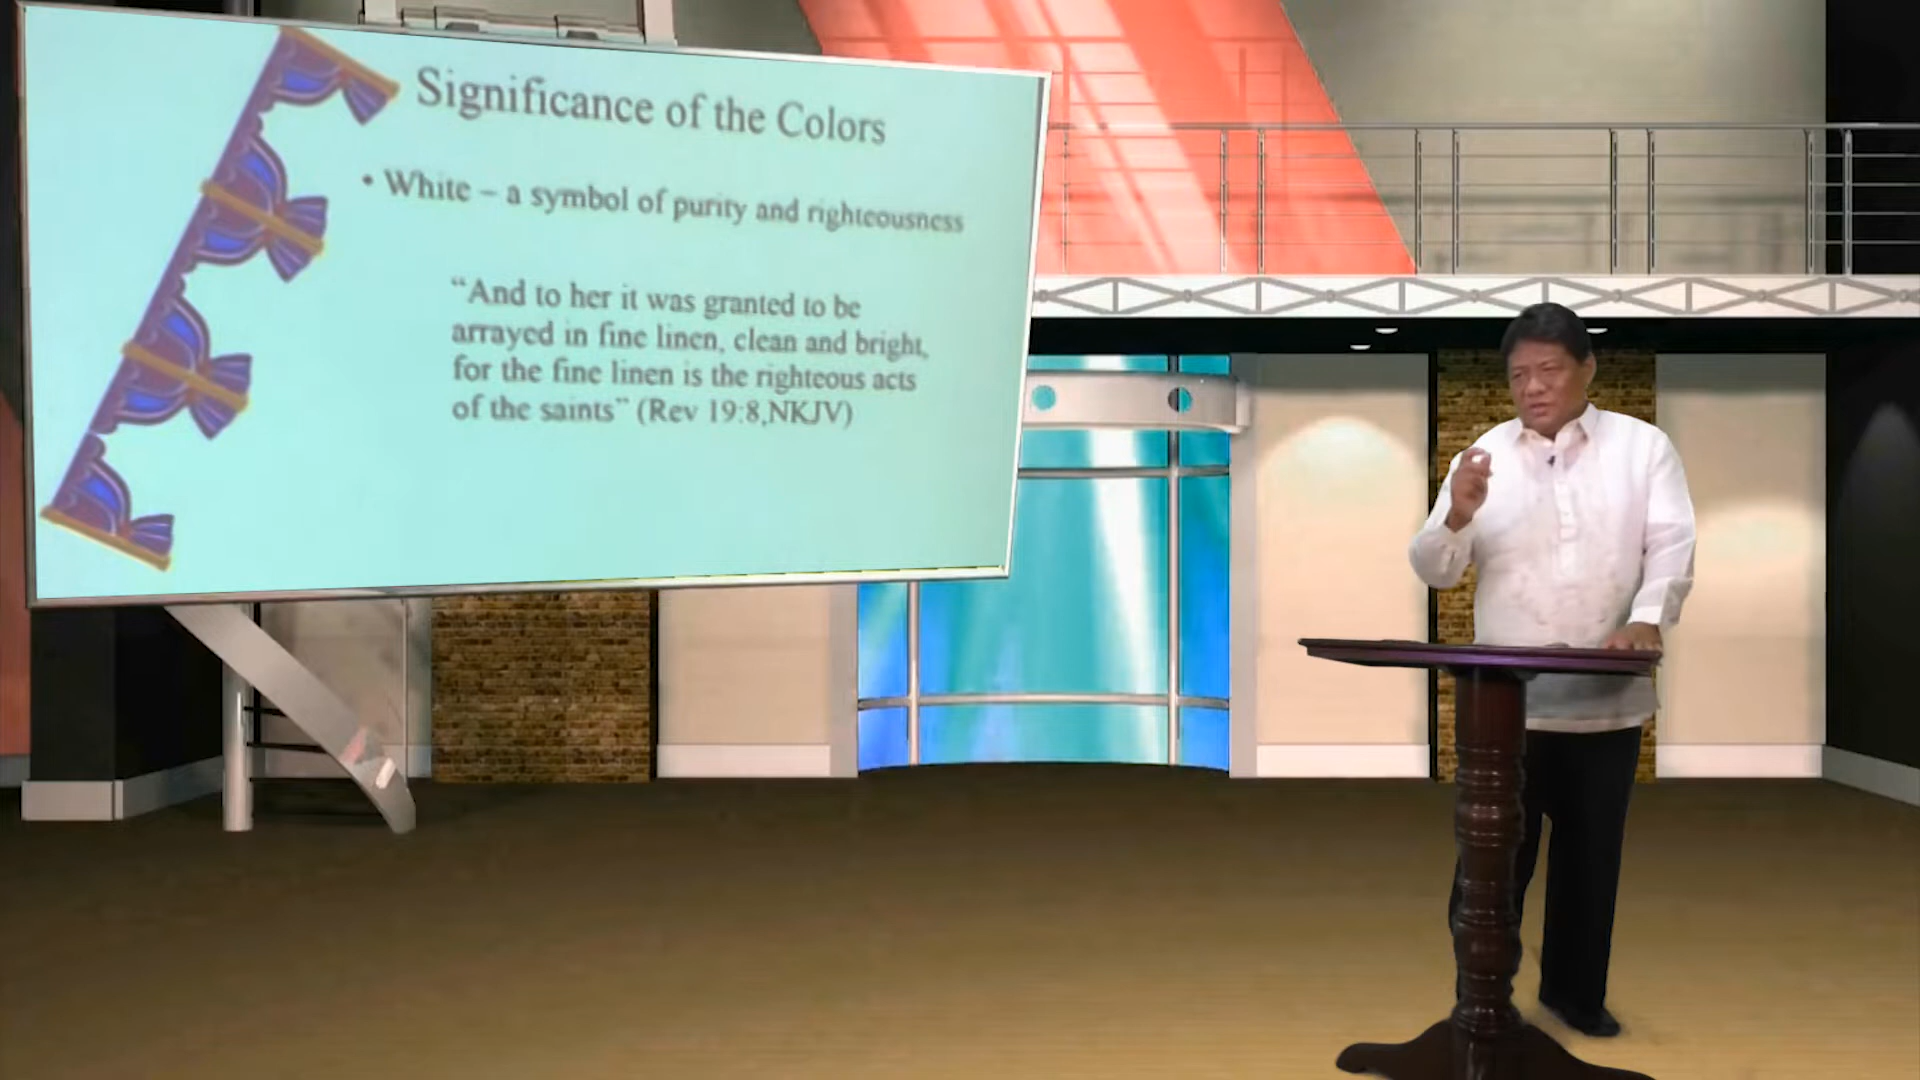 Significance of the Colors
• White – a symbol of purity and righteousness
“And to her it was granted to be
arrayed in fine linen, clean and bright,
for the fine linen is the righteous acts
of the saints” (Rev 19:8,NKJV)